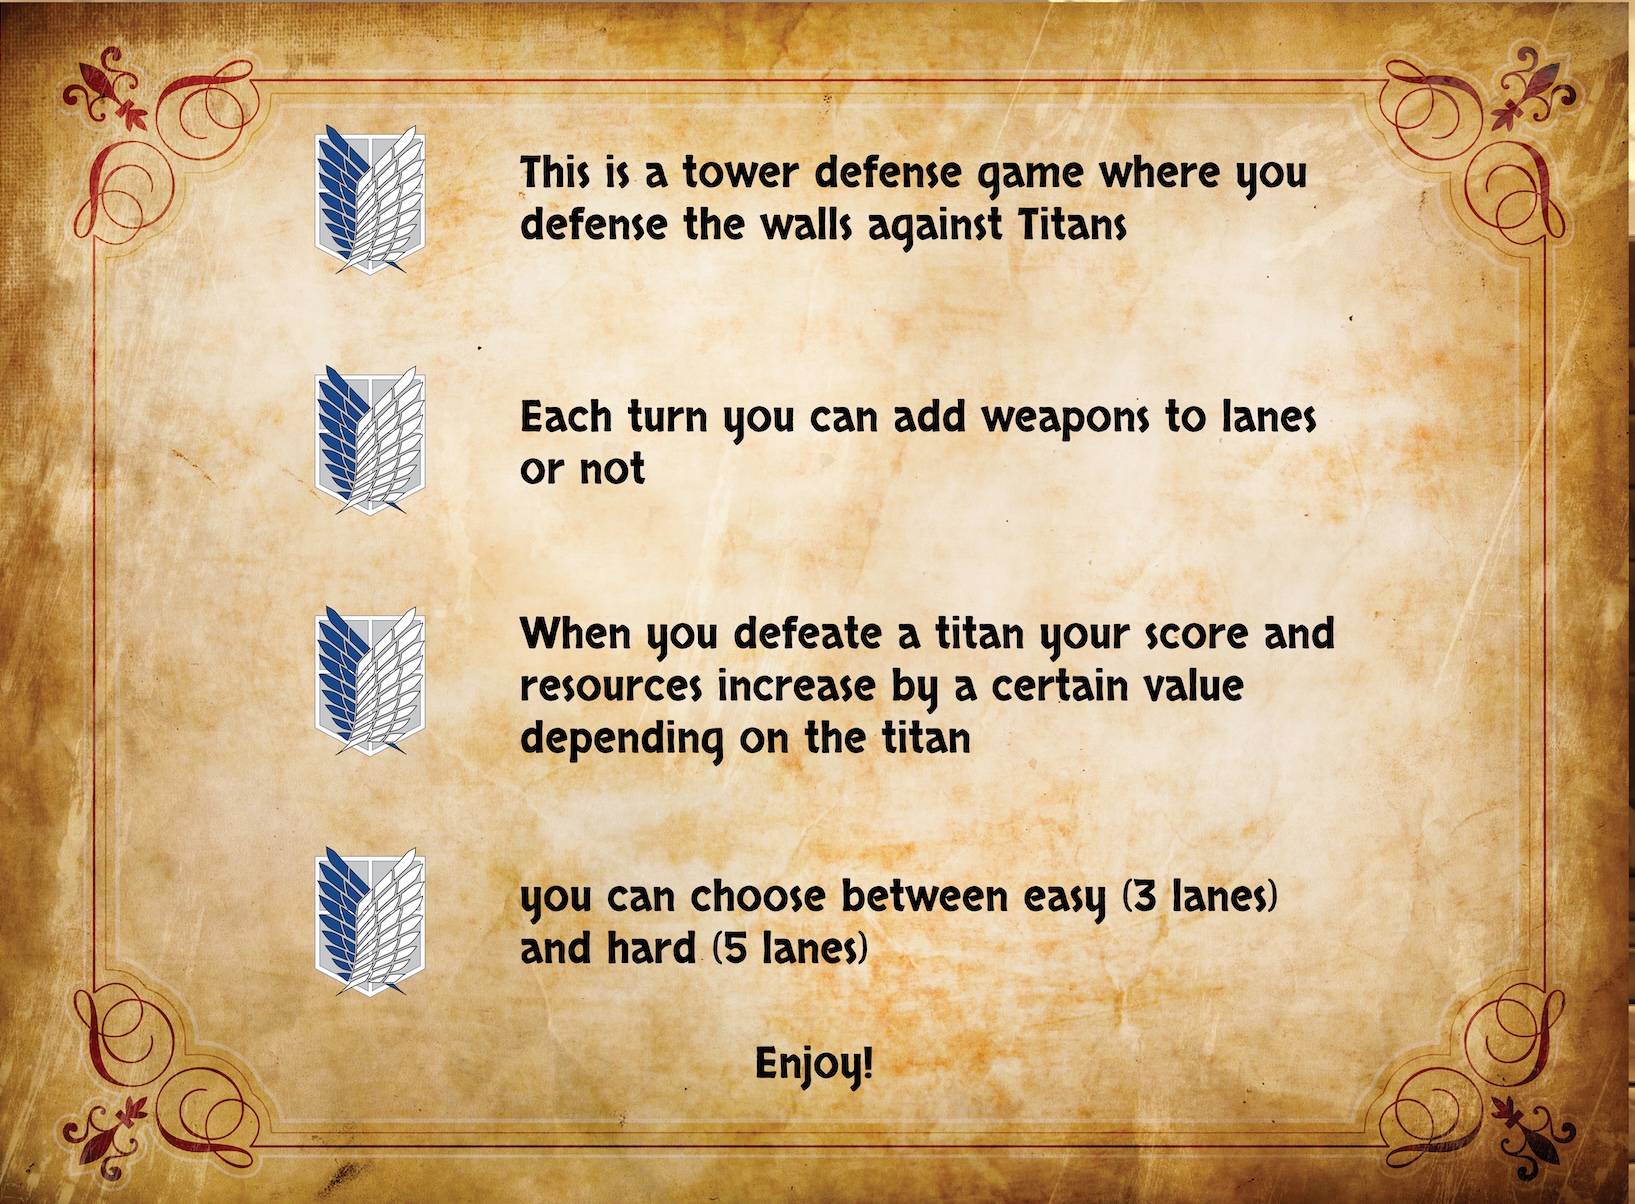 This is a tower defense game where you
defense the walls against Titans
Each turn you can add weapons to lanes
or not
When you defeate a titan your score and
resources increase by a certain value
depending on the titan
you can choose between easy (3 lanes)
and hard (5 lanes)
Enjoy!